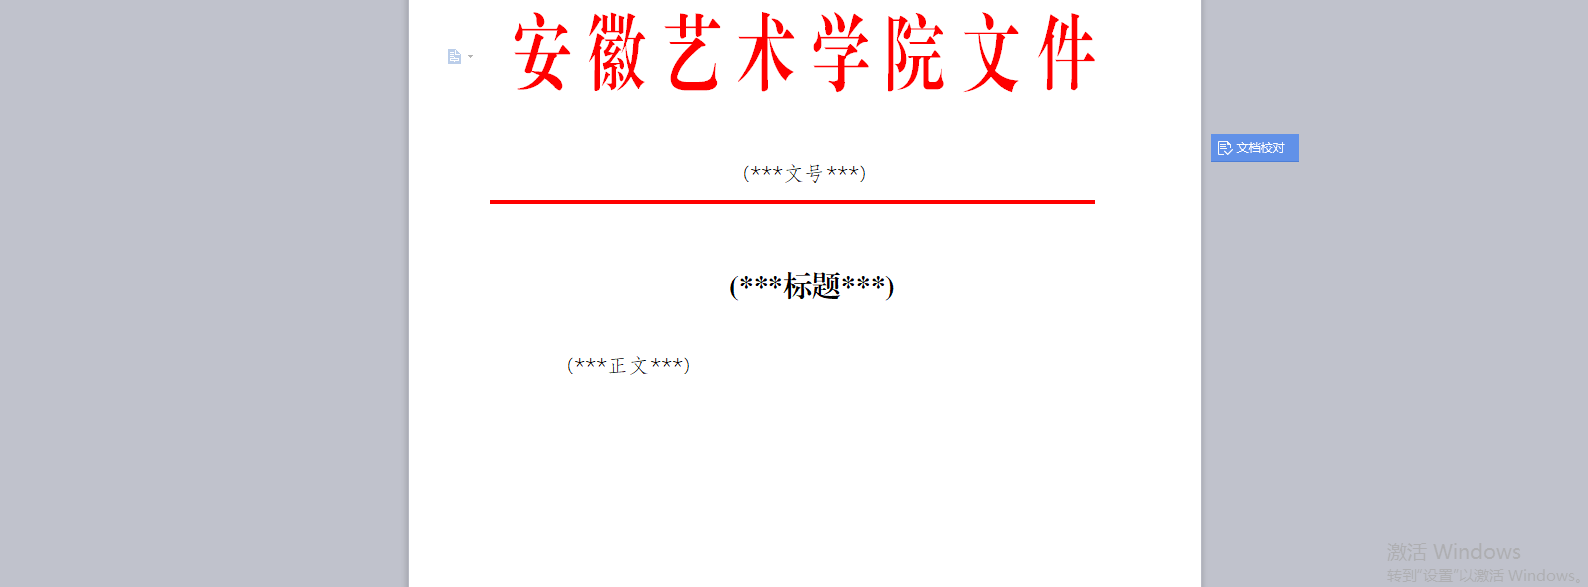 安徽艺术学院文件
文档校对
(***文号***)
(***标题***)
(***正文***)
激活 Windows
转到"设置"以激活 Windows。